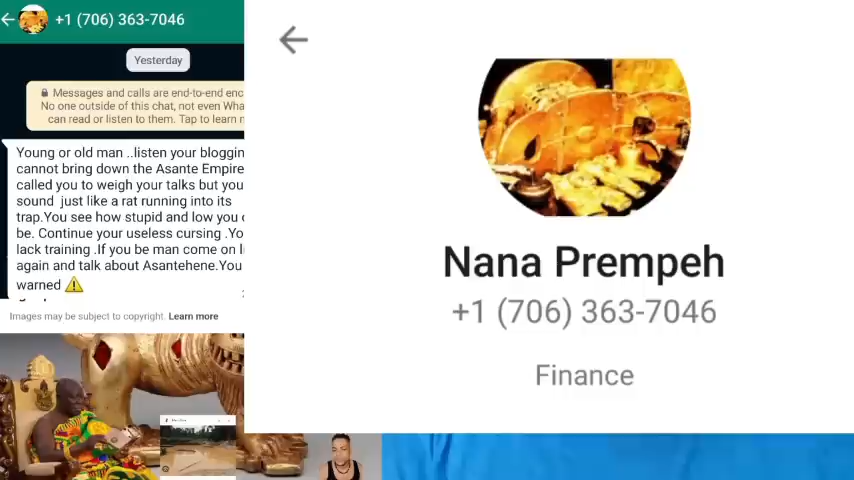 +1 (706) 363-7046
Yesterday
Messages and calls are end-to-end enc
No one outside of this chat, not even Wha
can read or listen to them. Tap to learn
Young or old man ..listen your bloggin
cannot bring down the Asante Empire
called you to weigh your talks but you
sound just like a rat running into its
trap.You see how stupid and low you
be. Continue your useless cursing .Yo
lack training .If you be man come on
again and talk about Asantehene.You
warned ⚠️
Images may be subject to copyright. Learn more
Nana Prempeh
+1 (706) 363-7046
Finance